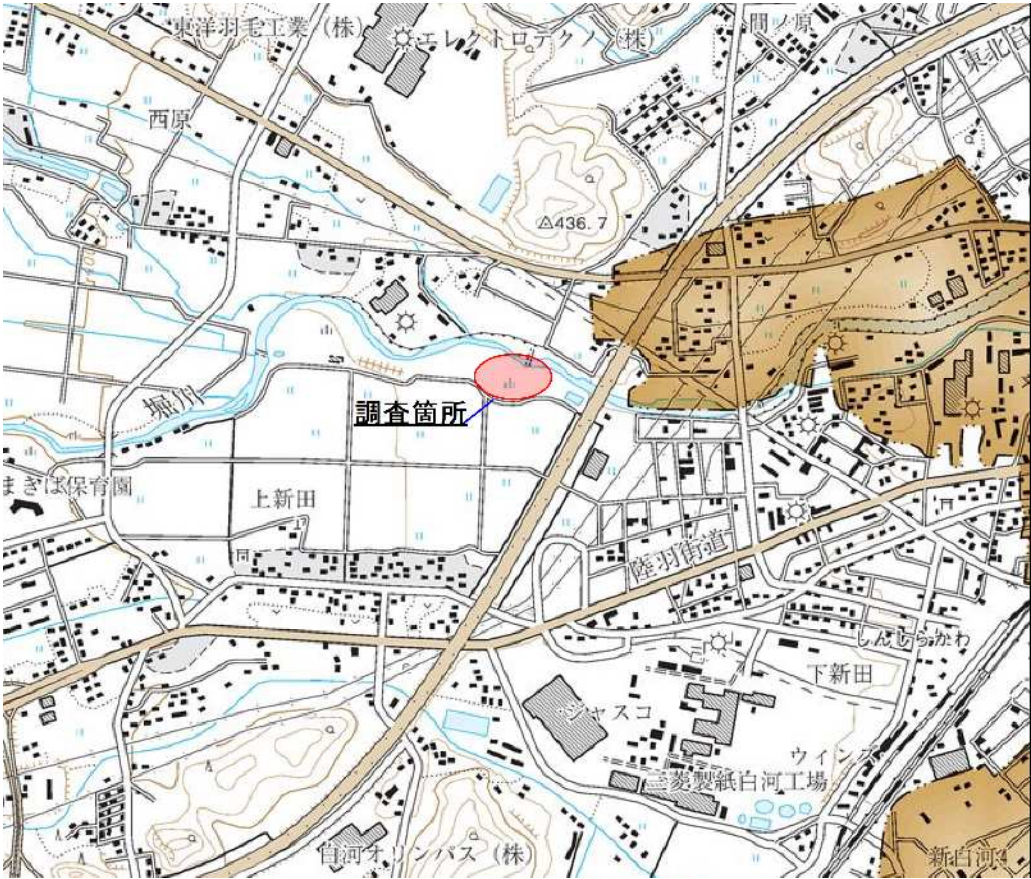 東洋羽毛工業（株）
エレクトロテクノ（株）
間ノ原
東北自
西原
△436.7
堀川
調査箇所
まきば保育園
上新田
陸羽街道
しんしらかわ
下新田
ジャスコ
ウィンズ
三菱製紙白河工場
白河オリンパス（株）
新白河